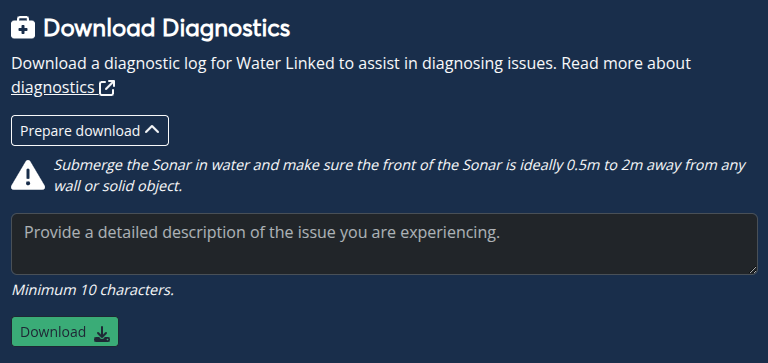 Download Diagnostics
Download a diagnostic log for Water Linked to assist in diagnosing issues. Read more about
diagnostics
Prepare download
Submerge the Sonar in water and make sure the front of the Sonar is ideally 0.5m to 2m away from any
wall or solid object.
Provide a detailed description of the issue you are experiencing.
Minimum 10 characters.
Download